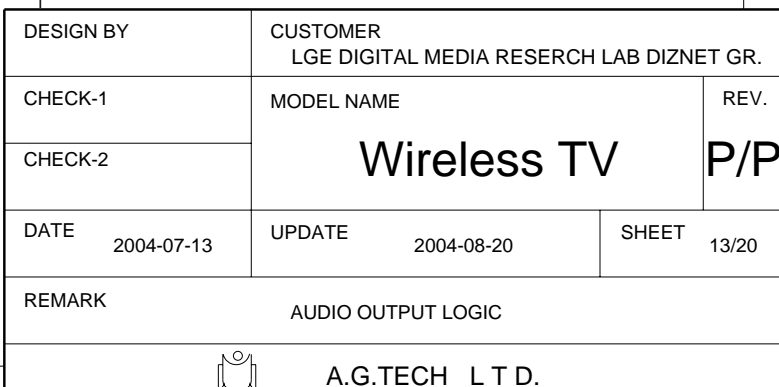 DESIGN BY
CUSTOMER
LGE DIGITAL MEDIA RESERCH LAB DIZNET GR.
CHECK-1
MODEL NAME
REV.
Wireless TV
P/P
CHECK-2
DATE
2004-07-13
UPDATE
2004-08-20
SHEET
13/20
REMARK
AUDIO OUTPUT LOGIC
A.G.TECH L T D.